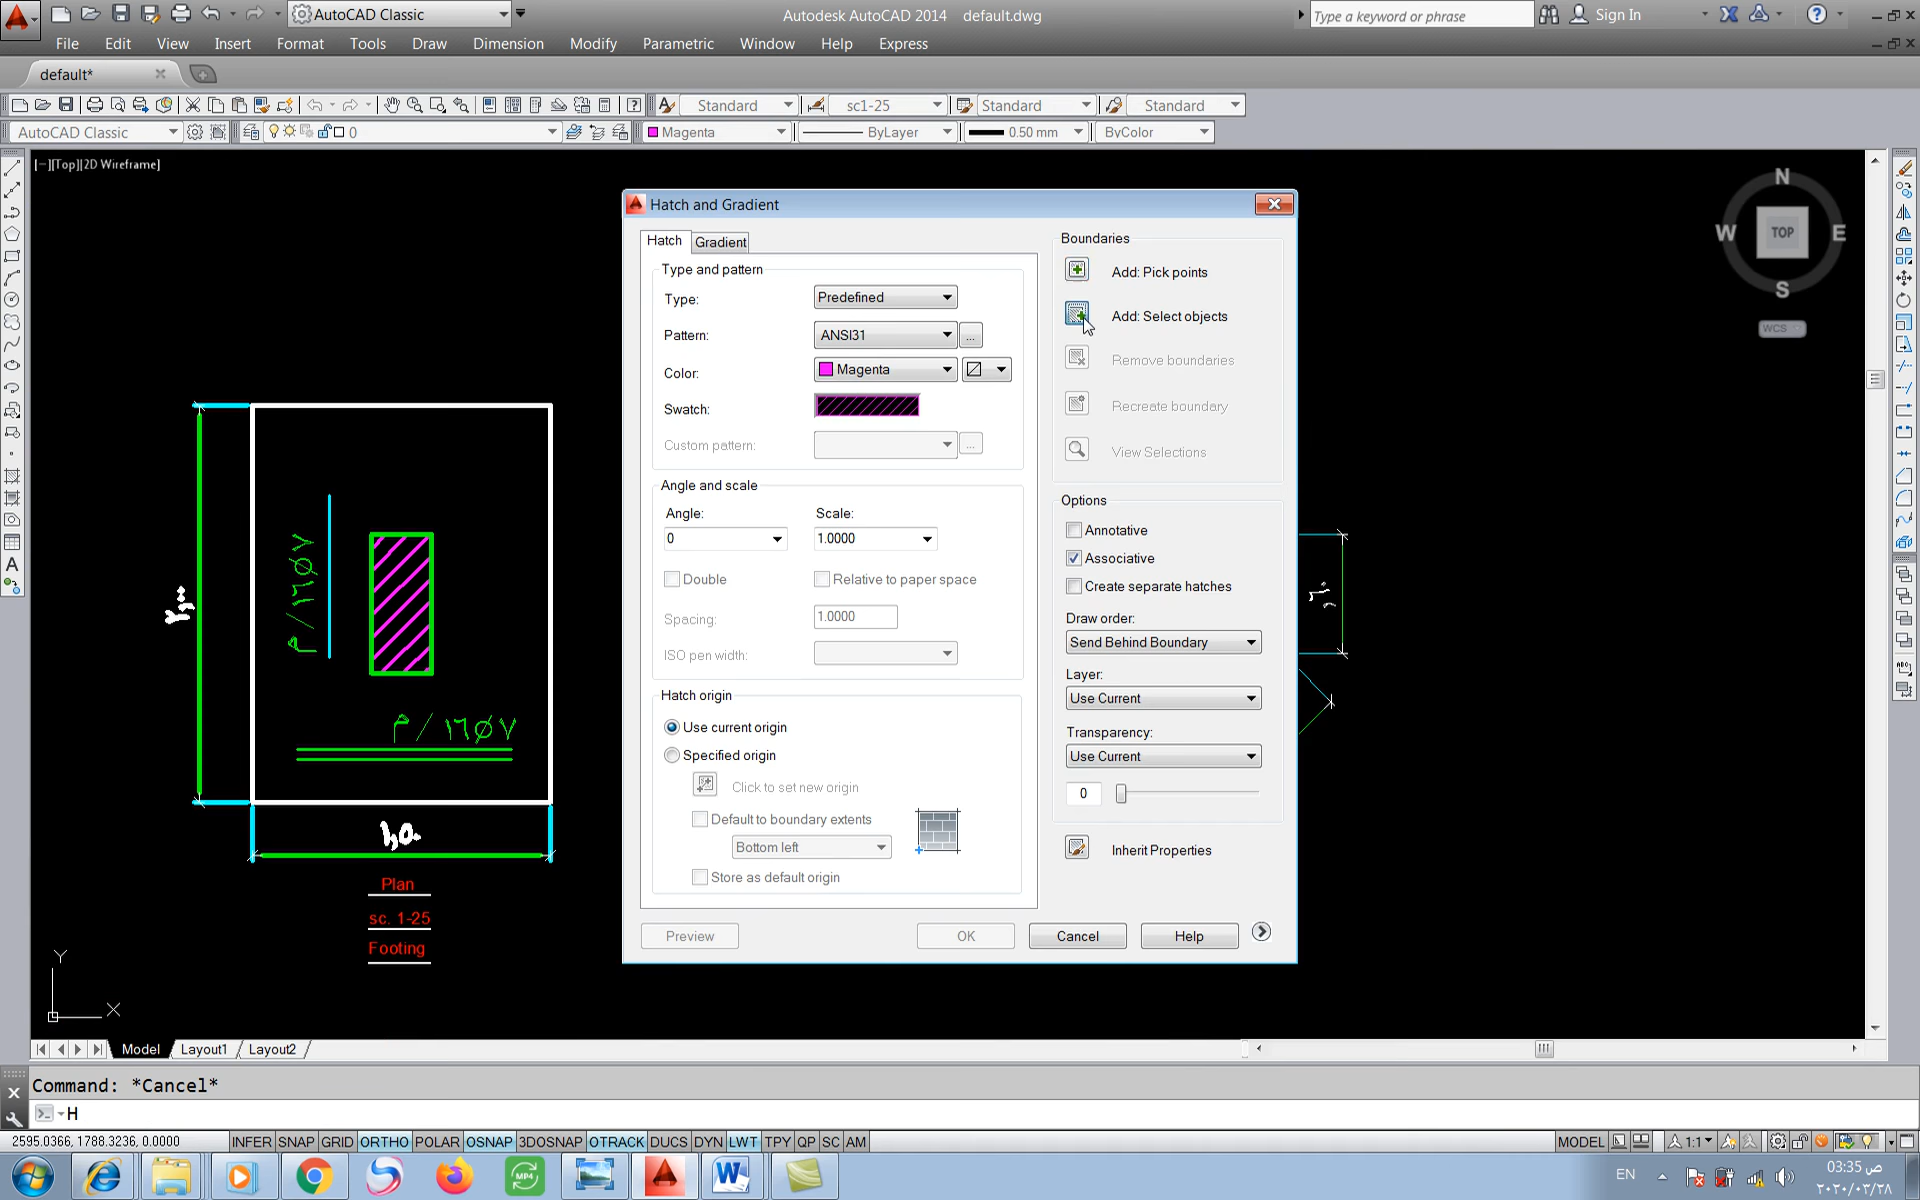 AutoCAD Classic
Autodesk AutoCAD 2014 default.dwg
Type a keyword or phrase
Sign In
File Edit View Insert Format Tools Draw Dimension Modify Parametric Window Help Express
default*
Standard sc1-25 Standard Standard
AutoCAD Classic 0 Magenta ByLayer 0.50 mm ByColor
[−][Top][2D Wireframe]
N
W TOP E
S
WCS
Hatch and Gradient
Hatch Gradient
Type and pattern
Type: Predefined
Pattern: ANSI31 ...
Color: Magenta
Swatch:
Custom pattern: ...
Angle and scale
Angle: Scale:
0 1.0000
Double Relative to paper space
Spacing: 1.0000
ISO pen width:
Hatch origin
Use current origin
Specified origin
Click to set new origin
Default to boundary extents
Bottom left
Store as default origin
Boundaries
Add: Pick points
Add: Select objects
Remove boundaries
Recreate boundary
View Selections
Options
Annotative
Associative
Create separate hatches
Draw order:
Send Behind Boundary
Layer:
Use Current
Transparency:
Use Current
0
Inherit Properties
Preview OK Cancel Help
٧∅١٦ / م
٧∅١٦ / م
Plan
sc. 1-25
Footing
Y
X
Model Layout1 Layout2
Command: *Cancel*
H
2595.0366, 1788.3236, 0.0000 INFER SNAP GRID ORTHO POLAR OSNAP 3DOSNAP OTRACK DUCS DYN LWT TPY QP SC AM MODEL 1:1
EN
03:35 ص
٢٠٢٠/٠٣/٢٨